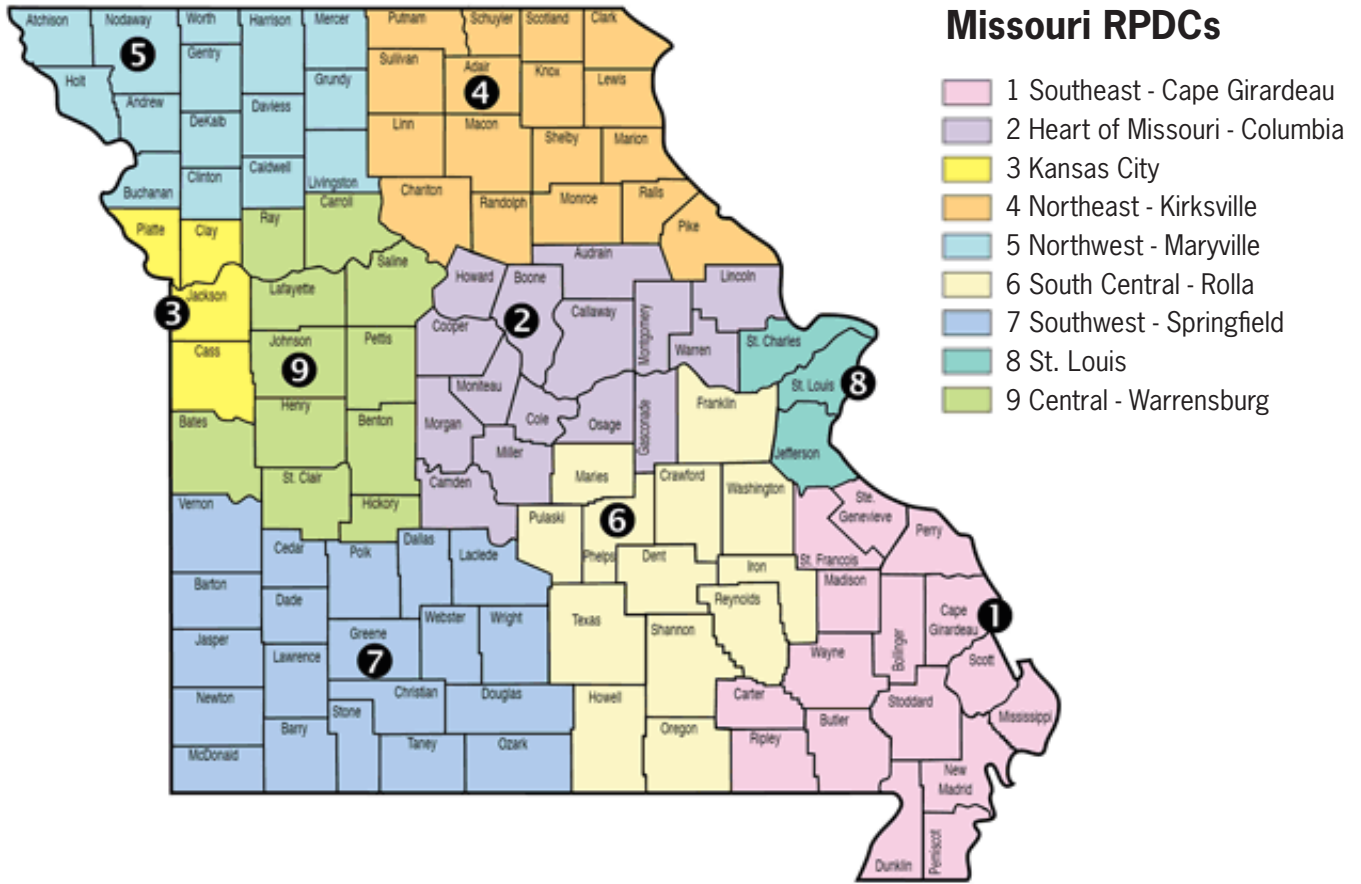 Missouri RPDCs
1 Southeast - Cape Girardeau
2 Heart of Missouri - Columbia
3 Kansas City
4 Northeast - Kirksville
5 Northwest - Maryville
6 South Central - Rolla
7 Southwest - Springfield
8 St. Louis
9 Central - Warrensburg
Atchison
Nodaway
Worth
Harrison
Mercer
Putnam
Schuyler
Scotland
Clark
5
Gentry
Sullivan
Adair
Knox
Lewis
Holt
Grundy
4
Andrew
Daviess
DeKalb
Linn
Macon
Shelby
Marion
Buchanan
Clinton
Caldwell
Livingston
Chariton
Randolph
Monroe
Ralls
Carroll
Ray
Platte
Clay
Pike
Saline
Audrain
Howard
Boone
Lincoln
Jackson
Lafayette
3
2
Callaway
Montgomery
Cooper
Johnson
Pettis
Cass
9
Warren
St. Charles
St. Louis
8
Moniteau
Henry
Benton
Bates
Morgan
Cole
Osage
Gasconade
Franklin
Miller
Jefferson
St. Clair
Camden
Maries
Crawford
Washington
Hickory
Vernon
Pulaski
6
Ste.
Genevieve
Perry
Cedar
Polk
Dallas
Laclede
Phelps
Dent
Iron
St. Francois
Barton
Madison
Dade
Reynolds
Webster
Wright
Texas
Shannon
Cape
Girardeau
1
Bollinger
Jasper
Greene
Lawrence
7
Wayne
Scott
Newton
Christian
Douglas
Howell
Carter
Stoddard
Mississippi
Stone
Barry
Taney
Ozark
Oregon
Ripley
Butler
McDonald
New
Madrid
Dunklin
Pemiscot